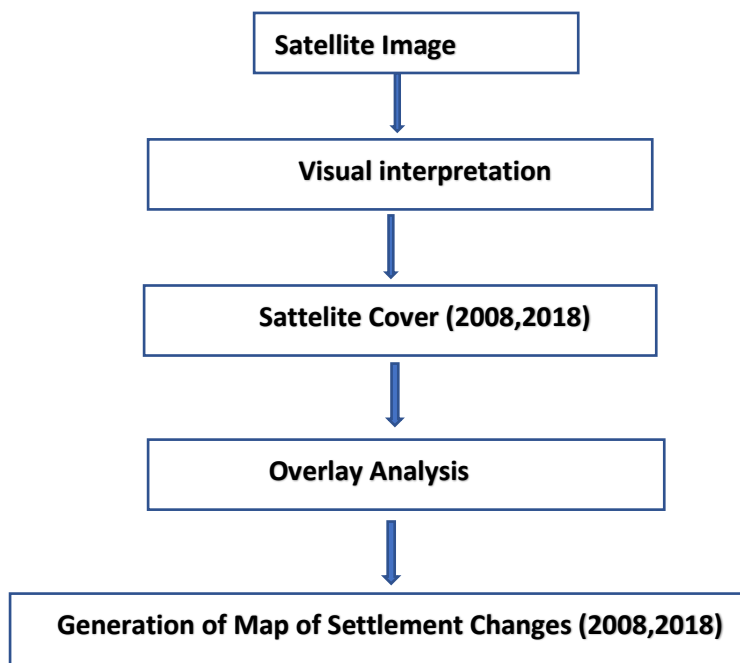 Satellite Image
Visual interpretation
Sattelite Cover (2008,2018)
Overlay Analysis
Generation of Map of Settlement Changes (2008,2018)